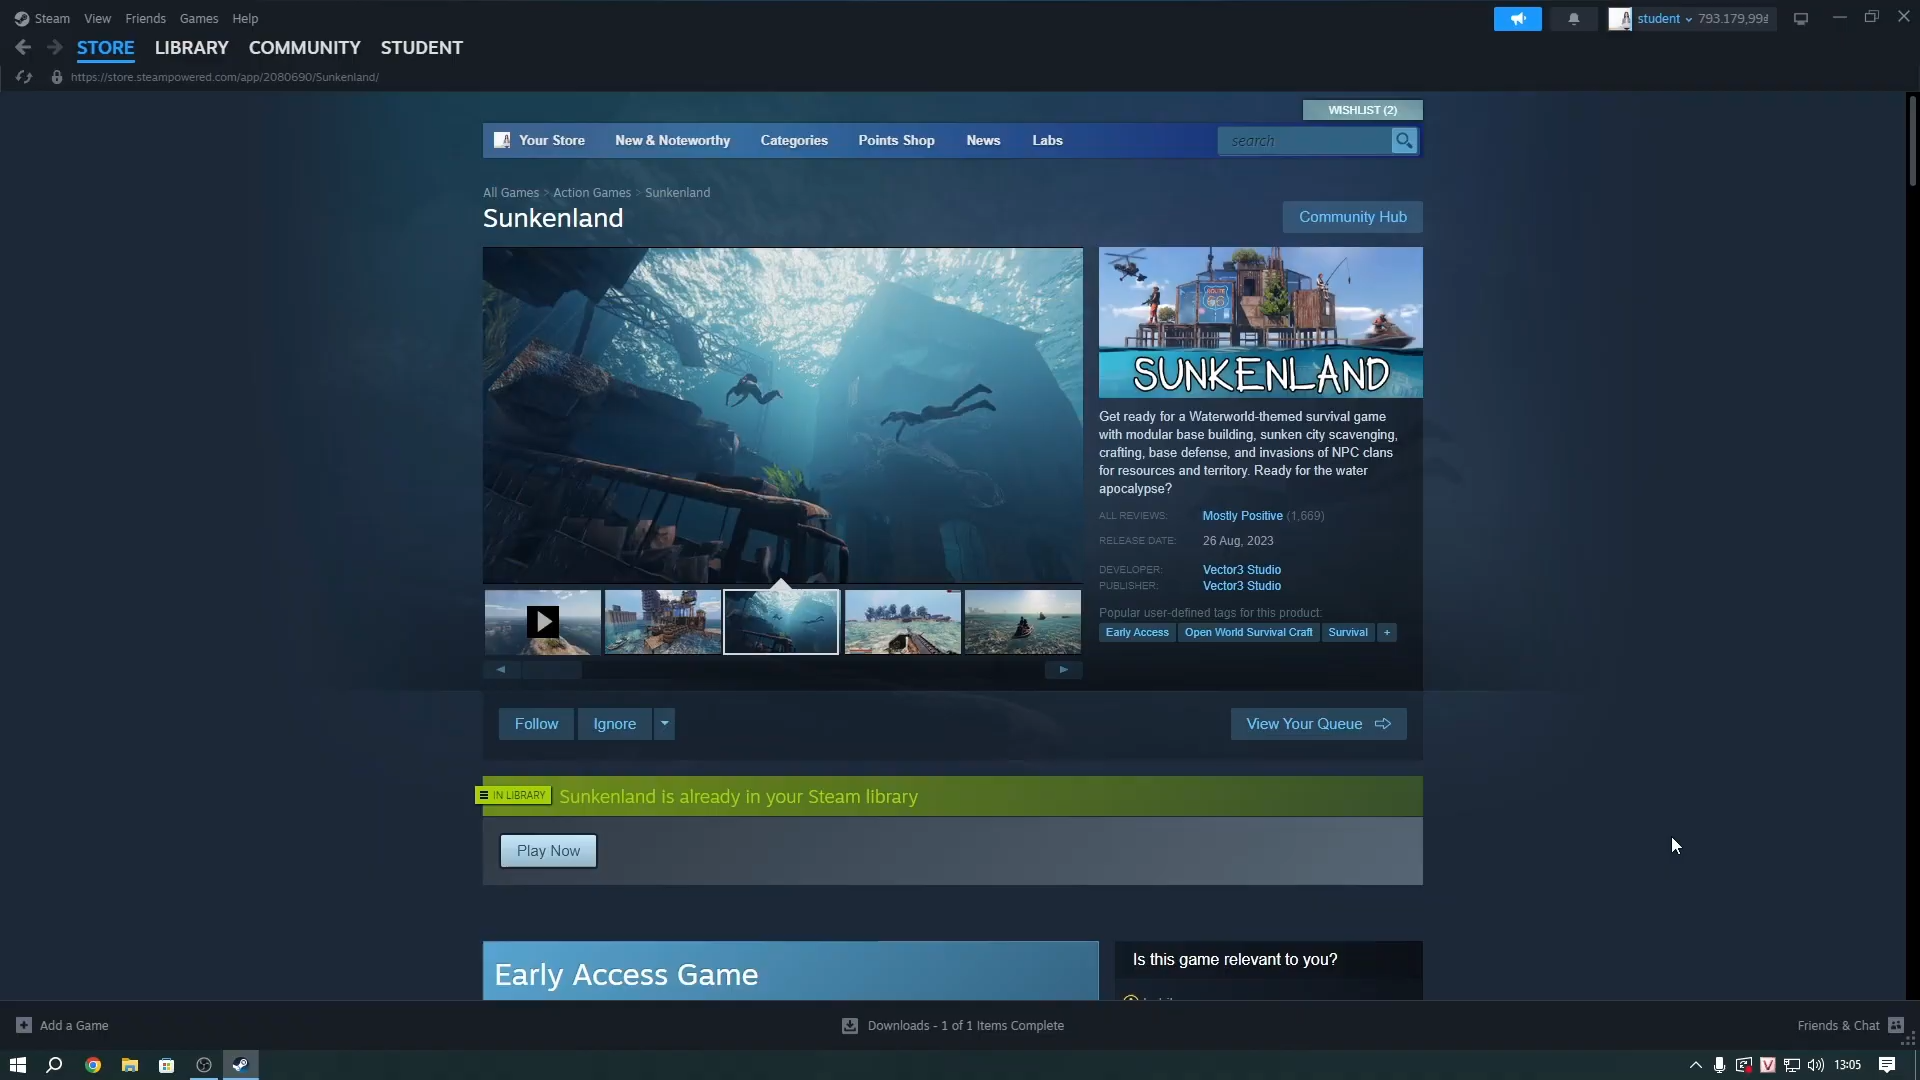 Steam View Friends Games Help
student 793.179,99₫
STORE LIBRARY COMMUNITY STUDENT
https://store.steampowered.com/app/2080690/Sunkenland/
WISHLIST (2)
Your Store New & Noteworthy Categories Points Shop News Labs
search
All Games > Action Games > Sunkenland
Sunkenland
Community Hub
ROUTE
66
SUNKENLAND
Get ready for a Waterworld-themed survival game
with modular base building, sunken city scavenging,
crafting, base defense, and invasions of NPC clans
for resources and territory. Ready for the water
apocalypse?
ALL REVIEWS: Mostly Positive (1,669)
RELEASE DATE: 26 Aug, 2023
DEVELOPER: Vector3 Studio
PUBLISHER: Vector3 Studio
Popular user-defined tags for this product:
Early Access Open World Survival Craft Survival +
Follow Ignore
View Your Queue
IN LIBRARY Sunkenland is already in your Steam library
Play Now
Early Access Game
Is this game relevant to you?
Add a Game
Downloads - 1 of 1 Items Complete
Friends & Chat
V
13:05